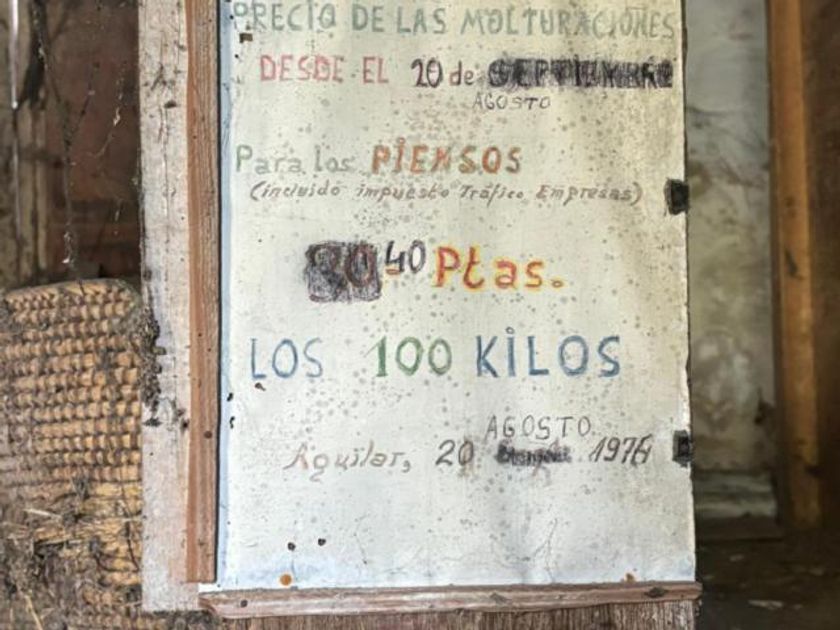 PRECIO DE LAS MOLTURACIONES
DESDE EL 20 de SEPTIEMBRE
AGOSTO
Para los PIENSOS
(incluido impuesto Tráfico Empresas)
40 Ptas.
LOS 100 KILOS
AGOSTO
Aguilar, 20 1976